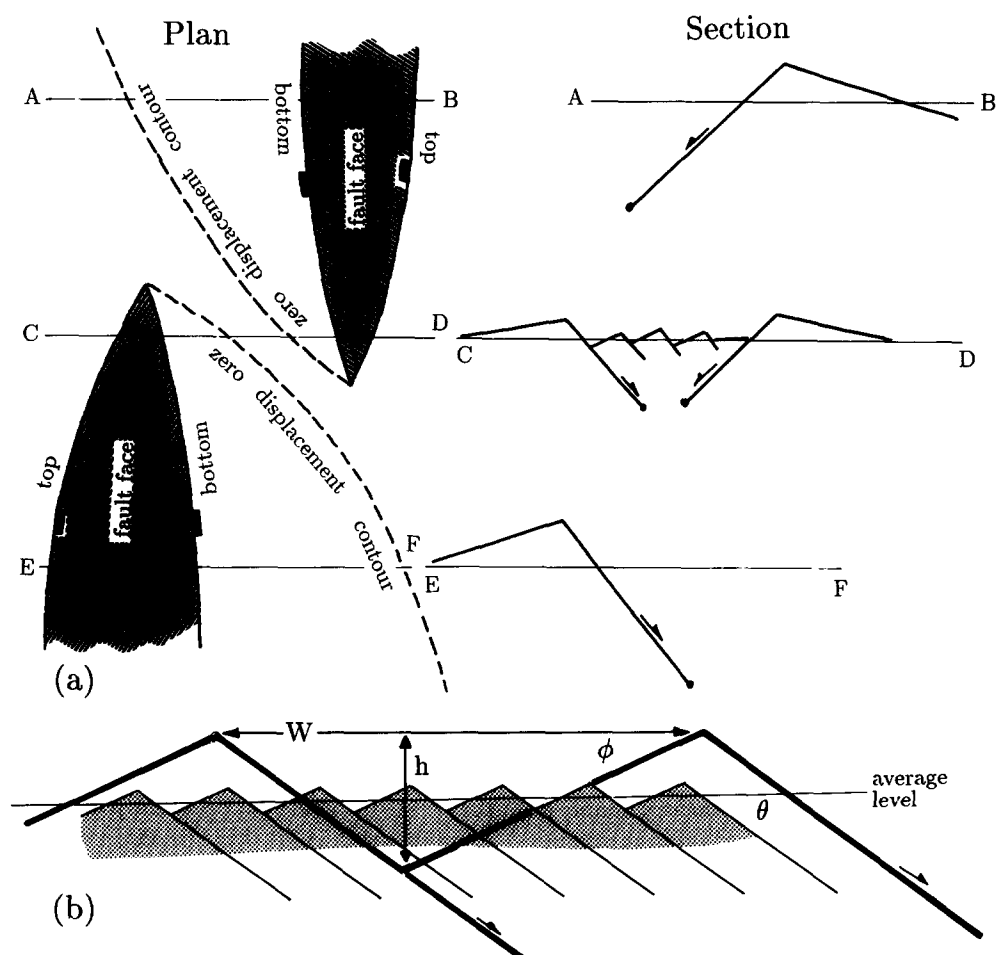 Plan
Section
A
B
A
B
bottom
top
fault face
contour
displacement
zero
C
D
C
D
zero
displacement
contour
top
bottom
fault face
E
F
E
F
(a)
W
h
φ
θ
average
level
(b)